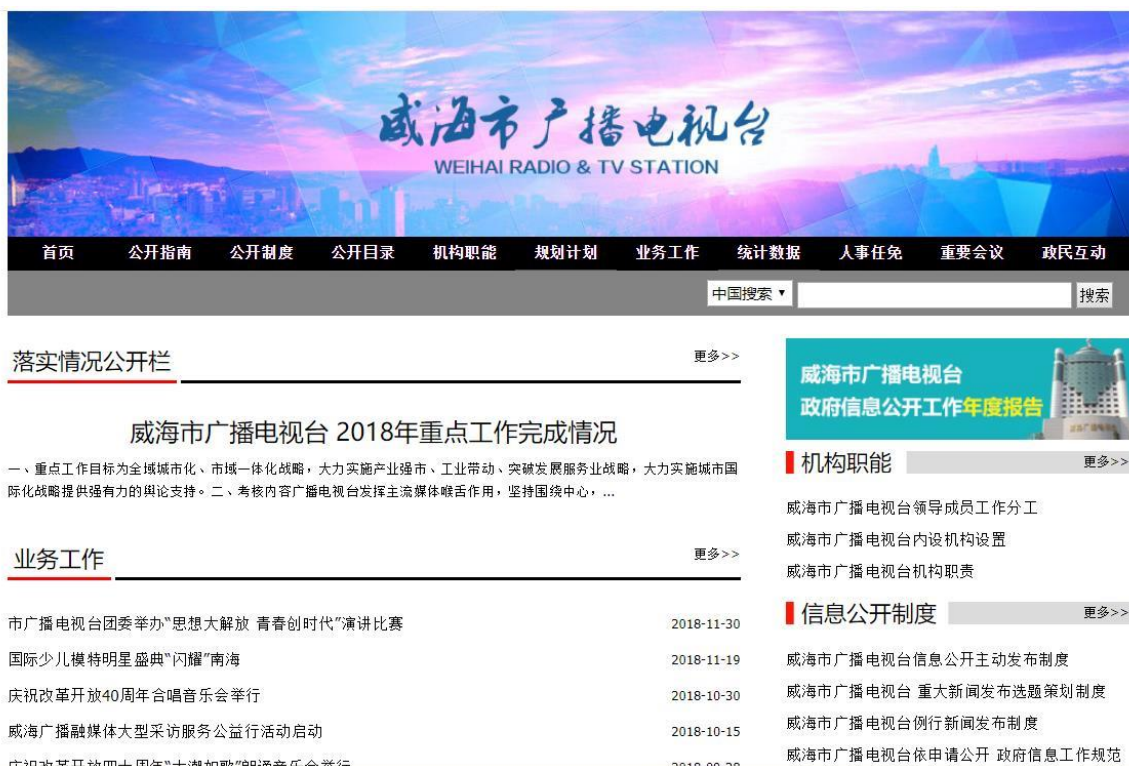 威海市广播电视台
WEIHAI RADIO & TV STATION
首页 公开指南 公开制度 公开目录 机构职能 规划计划 业务工作 统计数据 人事任免 重要会议 政民互动
中国搜索 ▼ 搜索
落实情况公开栏 更多>>
威海市广播电视台 2018年重点工作完成情况
一、重点工作目标为全域城市化、市域一体化战略，大力实施产业强市、工业带动、突破发展服务业战略，大力实施城市国
际化战略提供强有力的舆论支持。二、考核内容广播电视台发挥主流媒体喉舌作用，坚持围绕中心，...
业务工作 更多>>
市广播电视台团委举办“思想大解放 青春创时代”演讲比赛 2018-11-30
国际少儿模特明星盛典“闪耀”南海 2018-11-19
庆祝改革开放40周年合唱音乐会举行 2018-10-30
威海广播融媒体大型采访服务公益行活动启动 2018-10-15
庆祝改革开放四十周年“大潮如歌”朗诵音乐会举行
威海市广播电视台
政府信息公开工作年度报告
机构职能 更多>>
威海市广播电视台领导成员工作分工
威海市广播电视台内设机构设置
威海市广播电视台机构职责
信息公开制度 更多>>
威海市广播电视台信息公开主动发布制度
威海市广播电视台 重大新闻发布选题策划制度
威海市广播电视台例行新闻发布制度
威海市广播电视台依申请公开 政府信息工作规范